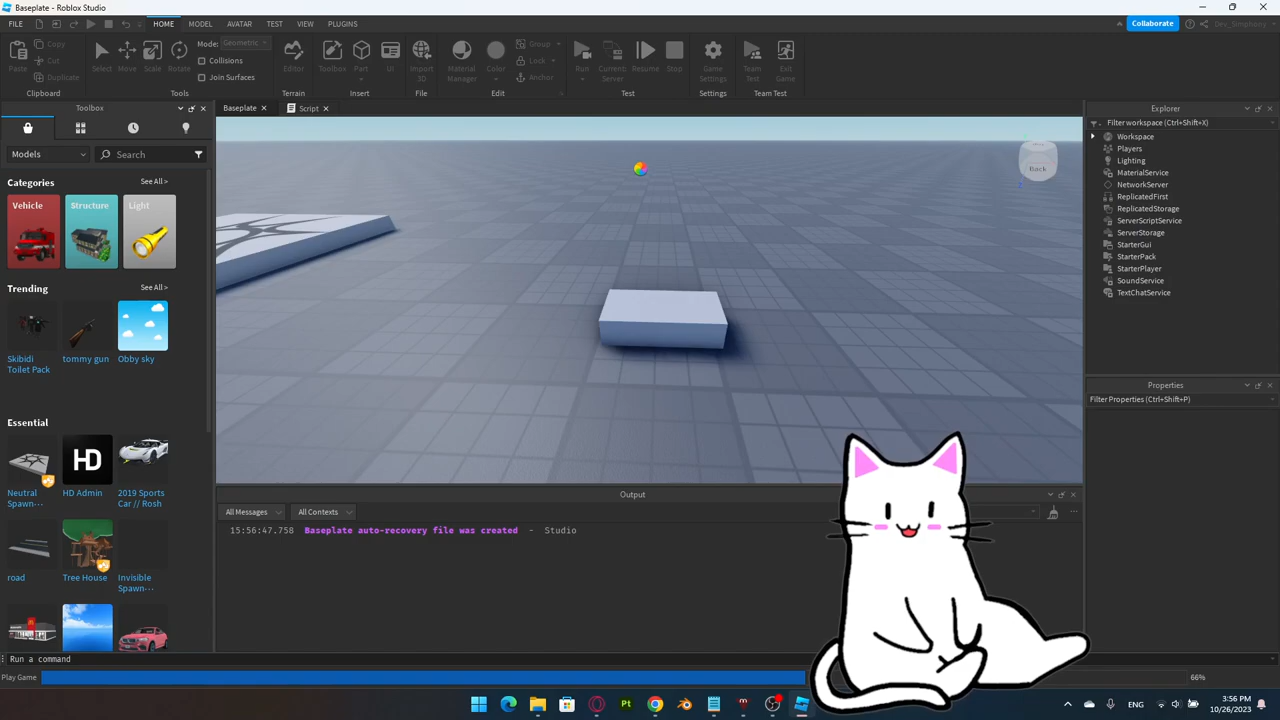 Baseplate - Roblox Studio
FILE HOME MODEL AVATAR TEST VIEW PLUGINS Collaborate Dev_Simphony
Paste Copy Cut Duplicate Select Move Scale Rotate Mode: Geometric Collisions Join Surfaces Editor Toolbox Part UI Import 3D Material Manager Color Group Lock Anchor Run Current: Server Resume Stop Game Settings Team Test Exit Game
Clipboard Tools Terrain Insert File Edit Test Settings Team Test
Toolbox Baseplate Script Explorer
Filter workspace (Ctrl+Shift+X)
Models Search
Categories See All >
Vehicle Structure Light
Trending See All >
Skibidi Toilet Pack
tommy gun
Obby sky
Essential See All >
HD
Neutral Spawn...
HD Admin
2019 Sports Car // Rosh
road
Tree House
Invisible Spawn...
Back
Workspace
Players
Lighting
MaterialService
NetworkServer
ReplicatedFirst
ReplicatedStorage
ServerScriptService
ServerStorage
StarterGui
StarterPack
StarterPlayer
SoundService
TextChatService
Properties
Filter Properties (Ctrl+Shift+P)
Output
All Messages All Contexts
15:56:47.758 Baseplate auto-recovery file was created - Studio
Run a command
Play Game 66%
Pt
ENG
3:56 PM
10/26/2023